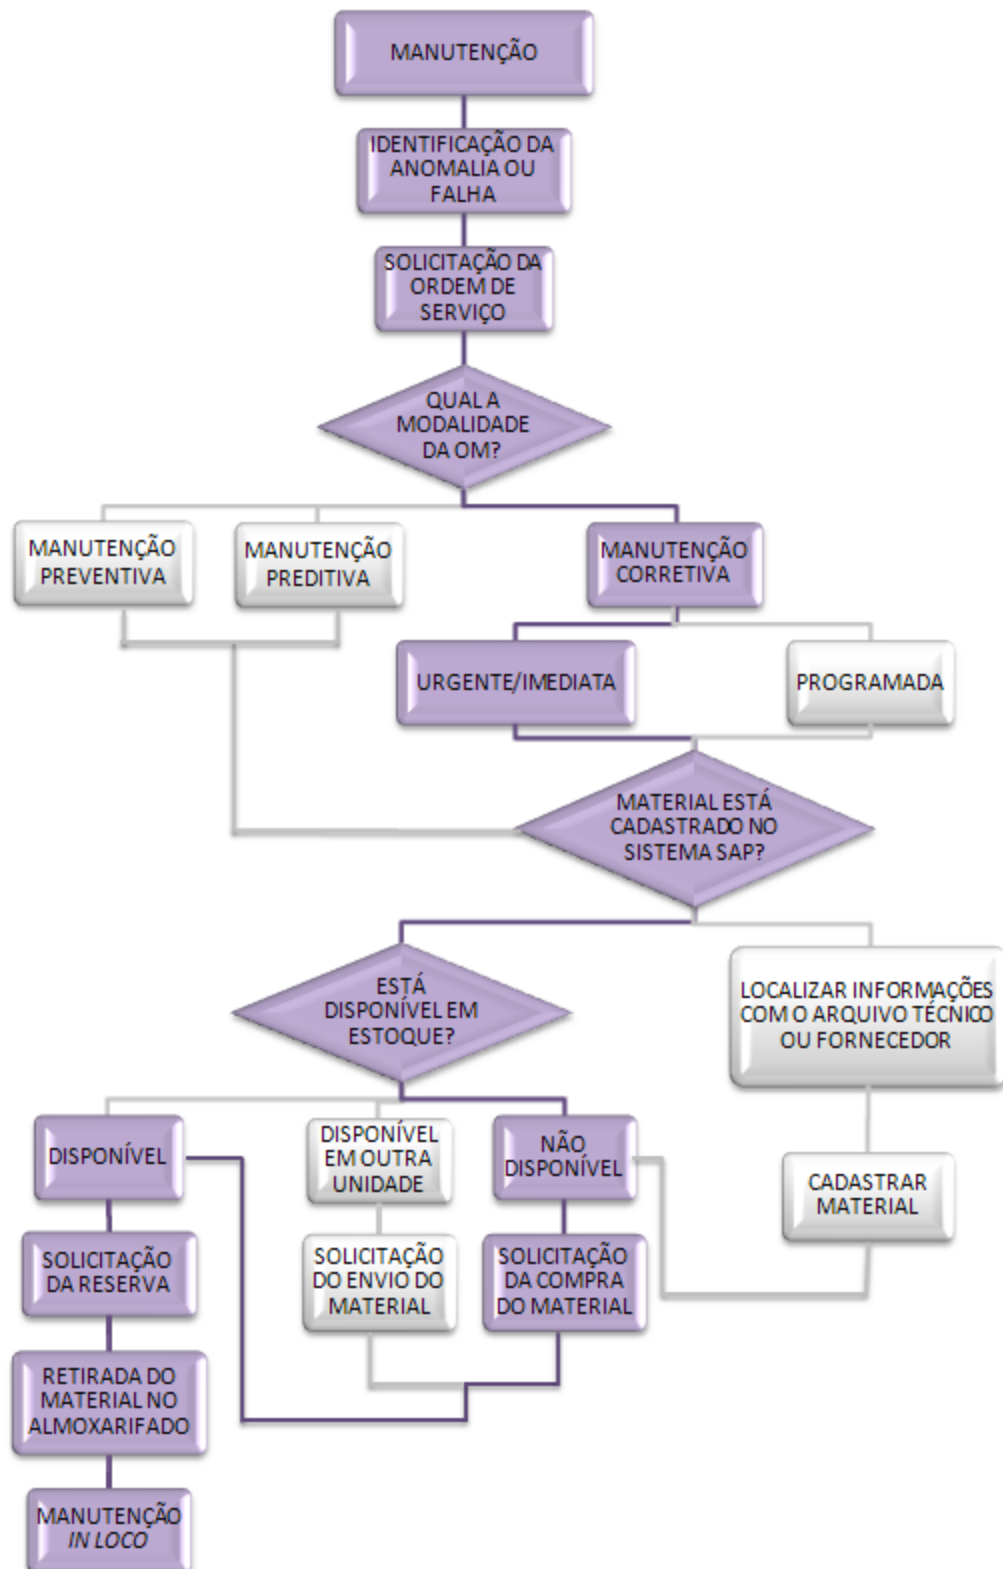 MANUTENÇÃO
IDENTIFICAÇÃO DA
ANOMALIA OU
FALHA
SOLICITAÇÃO DA
ORDEM DE
SERVIÇO
QUAL A
MODALIDADE
DA OM?
MANUTENÇÃO
PREVENTIVA
MANUTENÇÃO
PREDITIVA
MANUTENÇÃO
CORRETIVA
URGENTE/IMEDIATA
PROGRAMADA
MATERIAL ESTÁ
CADASTRADO NO
SISTEMA SAP?
ESTÁ
DISPONÍVEL EM
ESTOQUE?
LOCALIZAR INFORMAÇÕES
COM O ARQUIVO TÉCNICO
OU FORNECEDOR
DISPONÍVEL
DISPONÍVEL
EM OUTRA
UNIDADE
NÃO
DISPONÍVEL
CADASTRAR
MATERIAL
SOLICITAÇÃO
DA RESERVA
SOLICITAÇÃO
DO ENVIO DO
MATERIAL
SOLICITAÇÃO
DA COMPRA
DO MATERIAL
RETIRADA DO
MATERIAL NO
ALMOXARIFADO
MANUTENÇÃO
IN LOCO